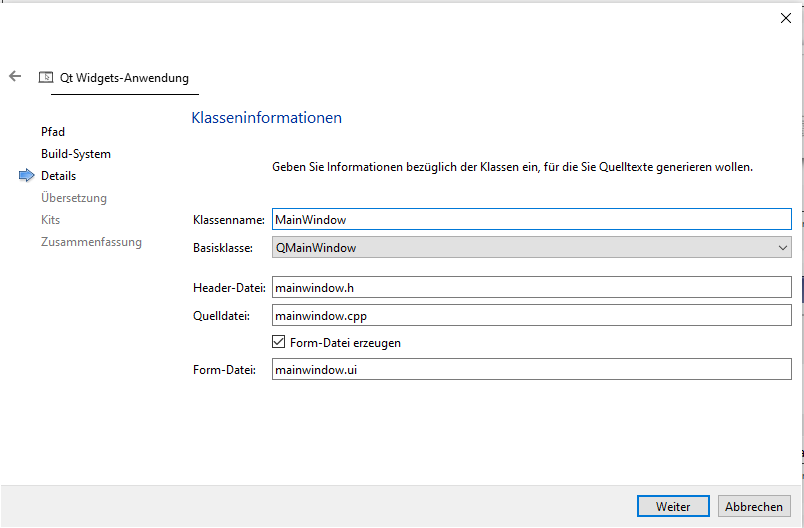 Qt Widgets-Anwendung
Klasseninformationen
Pfad
Build-System
Details
Übersetzung
Kits
Zusammenfassung
Geben Sie Informationen bezüglich der Klassen ein, für die Sie Quelltexte generieren wollen.
Klassenname: MainWindow
Basisklasse: QMainWindow
Header-Datei: mainwindow.h
Quelldatei: mainwindow.cpp
Form-Datei erzeugen
Form-Datei: mainwindow.ui
Weiter Abbrechen